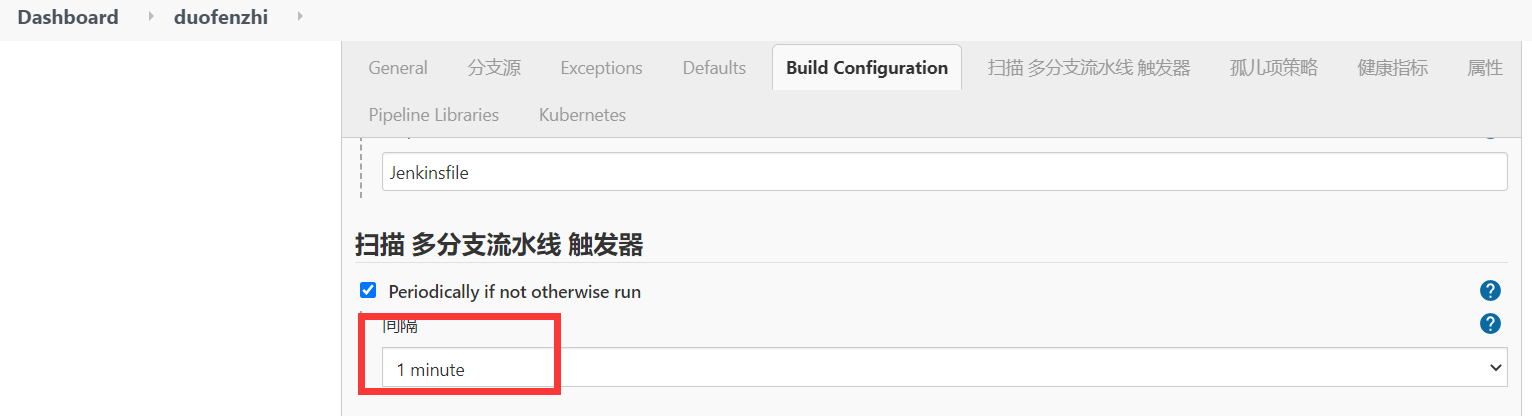 Dashboard duofenzhi
General 分支源 Exceptions Defaults Build Configuration 扫描 多分支流水线 触发器 孤儿项策略 健康指标 属性
Pipeline Libraries Kubernetes
Jenkinsfile
扫描 多分支流水线 触发器
Periodically if not otherwise run
间隔
1 minute